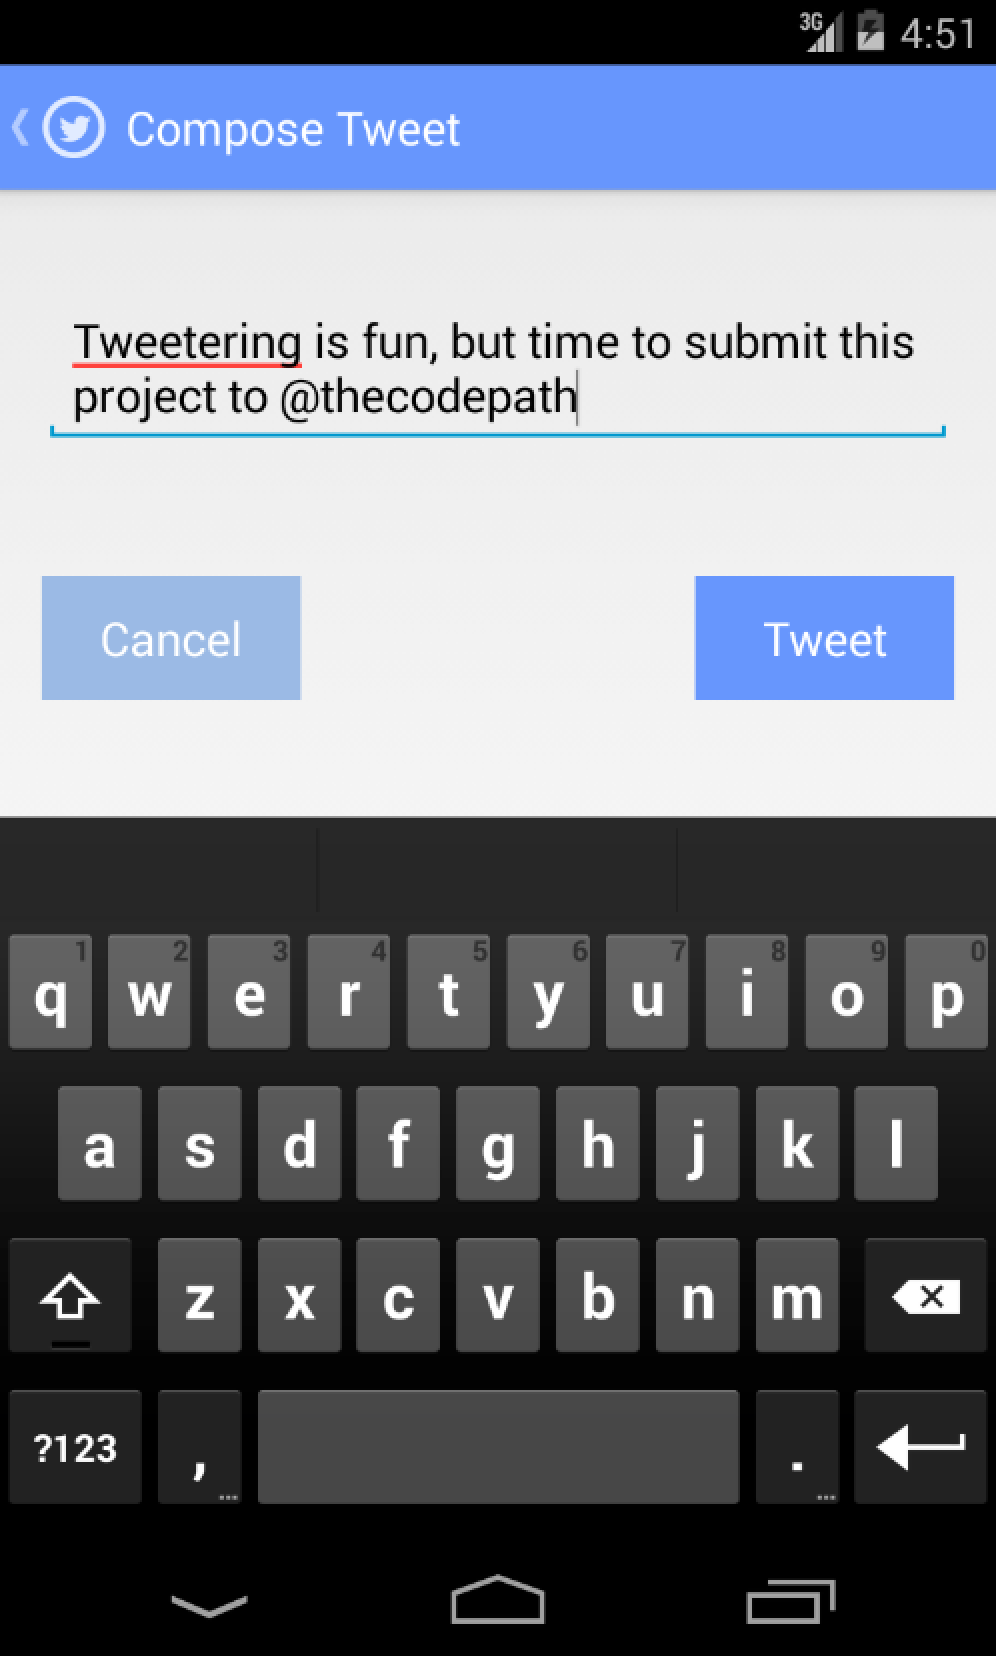 3G 4:51
Compose Tweet
Tweetering is fun, but time to submit this
project to @thecodepath
Cancel Tweet
1 2 3 4 5 6 7 8 9 0
q w e r t y u i o p
a s d f g h j k l
z x c v b n m
?123 , .